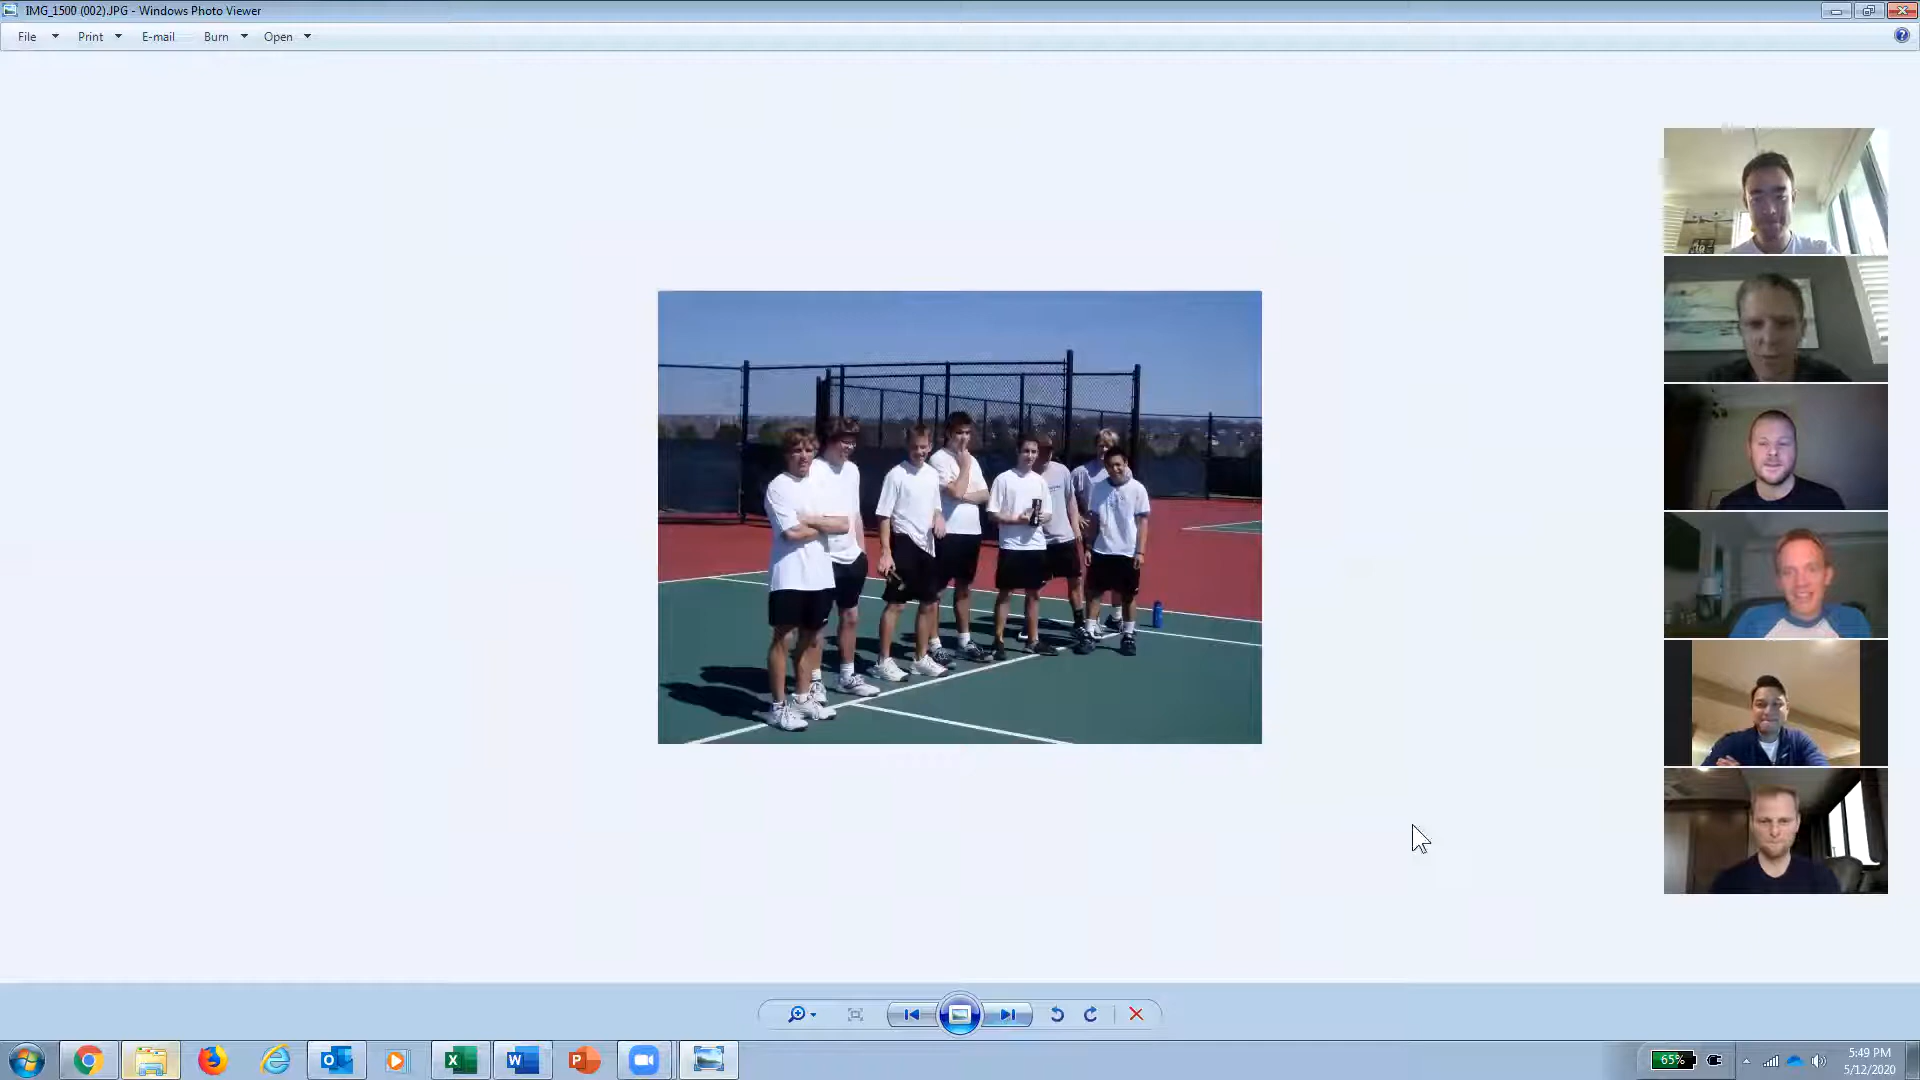 IMG_1500 (002).JPG - Windows Photo Viewer
File Print E-mail Burn Open
65%
5:49 PM
5/12/2020